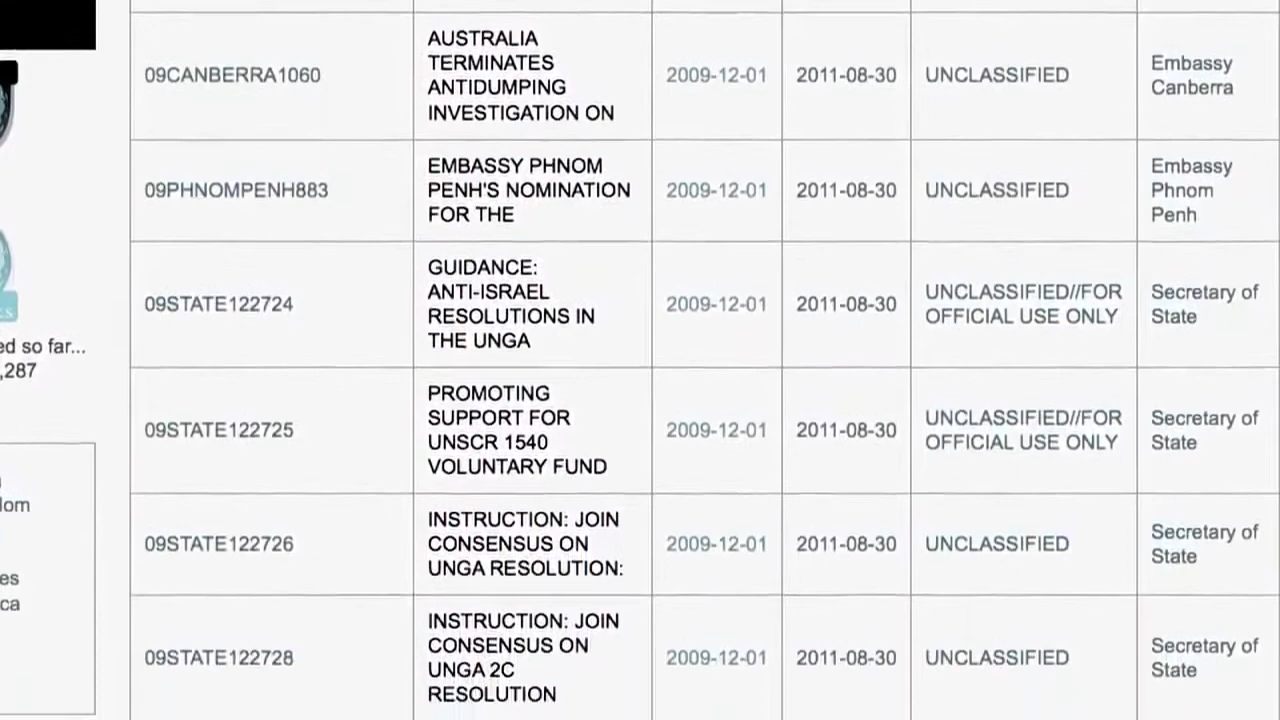 09CANBERRA1060
AUSTRALIA
TERMINATES
ANTIDUMPING
INVESTIGATION ON
2009-12-01
2011-08-30
UNCLASSIFIED
Embassy
Canberra
09PHNOMPENH883
EMBASSY PHNOM
PENH'S NOMINATION
FOR THE
2009-12-01
2011-08-30
UNCLASSIFIED
Embassy
Phnom
Penh
09STATE122724
GUIDANCE:
ANTI-ISRAEL
RESOLUTIONS IN
THE UNGA
2009-12-01
2011-08-30
UNCLASSIFIED//FOR
OFFICIAL USE ONLY
Secretary of
State
ed so far...
,287
09STATE122725
PROMOTING
SUPPORT FOR
UNSCR 1540
VOLUNTARY FUND
2009-12-01
2011-08-30
UNCLASSIFIED//FOR
OFFICIAL USE ONLY
Secretary of
State
09STATE122726
INSTRUCTION: JOIN
CONSENSUS ON
UNGA RESOLUTION:
2009-12-01
2011-08-30
UNCLASSIFIED
Secretary of
State
es
ca
09STATE122728
INSTRUCTION: JOIN
CONSENSUS ON
UNGA 2C
RESOLUTION
2009-12-01
2011-08-30
UNCLASSIFIED
Secretary of
State